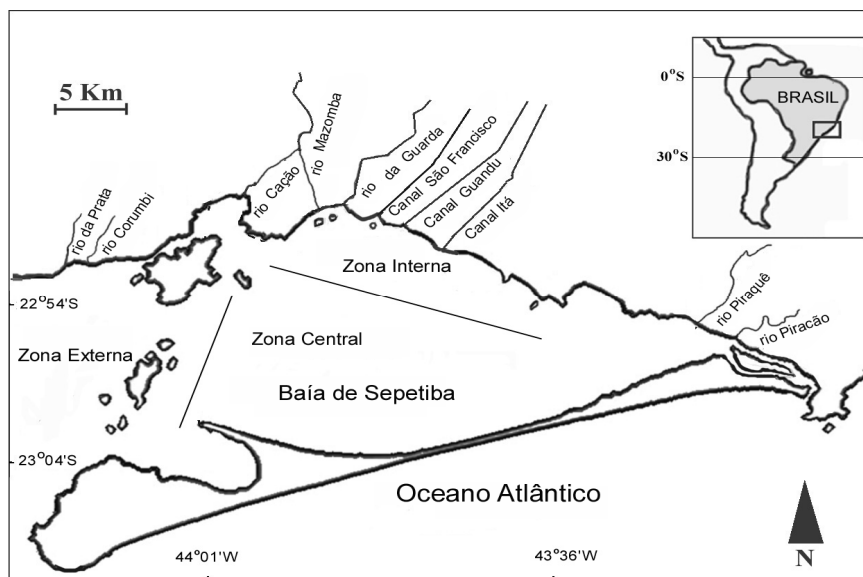 5 Km
0°S
BRASIL
30°S
rio da Prata
rio Corumbi
rio Cação
rio Mazomba
rio da Guarda
Canal São Francisco
Canal Guandu
Canal Itá
rio Piraquê
rio Piracão
Zona Interna
22°54'S
Zona Externa
Zona Central
Baía de Sepetiba
23°04'S
Oceano Atlântico
44°01'W
43°36'W
N